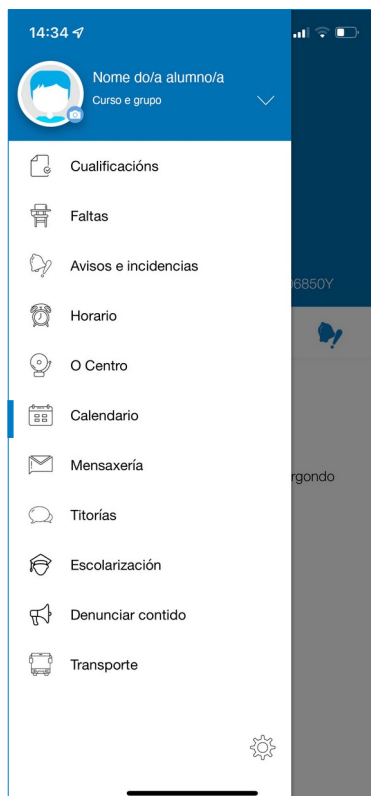 14:34
Nome do/a alumno/a
Curso e grupo
Cualificacións
Faltas
Avisos e incidencias
06850Y
Horario
O Centro
Calendario
Mensaxería
rgondo
Titorías
Escolarización
Denunciar contido
Transporte